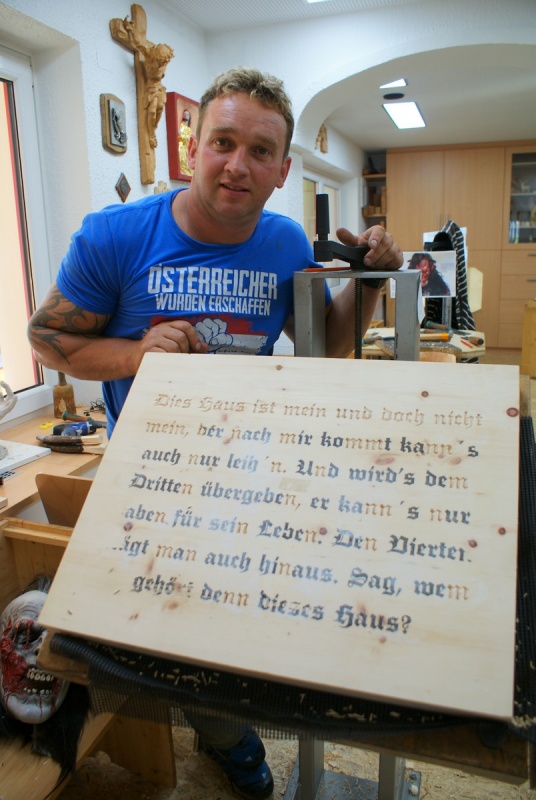 ÖSTERREICHER
WURDEN ERSCHAFFEN
Dies Haus ist mein und doch nicht
mein, der nach mir kommt kann´s
auch nur leih´n. Und wird's dem
Dritten übergeben, er kann´s nur
aben für sein Leben. Den Vierten
ägt man auch hinaus. Sag, wem
gehört denn dieses Haus?